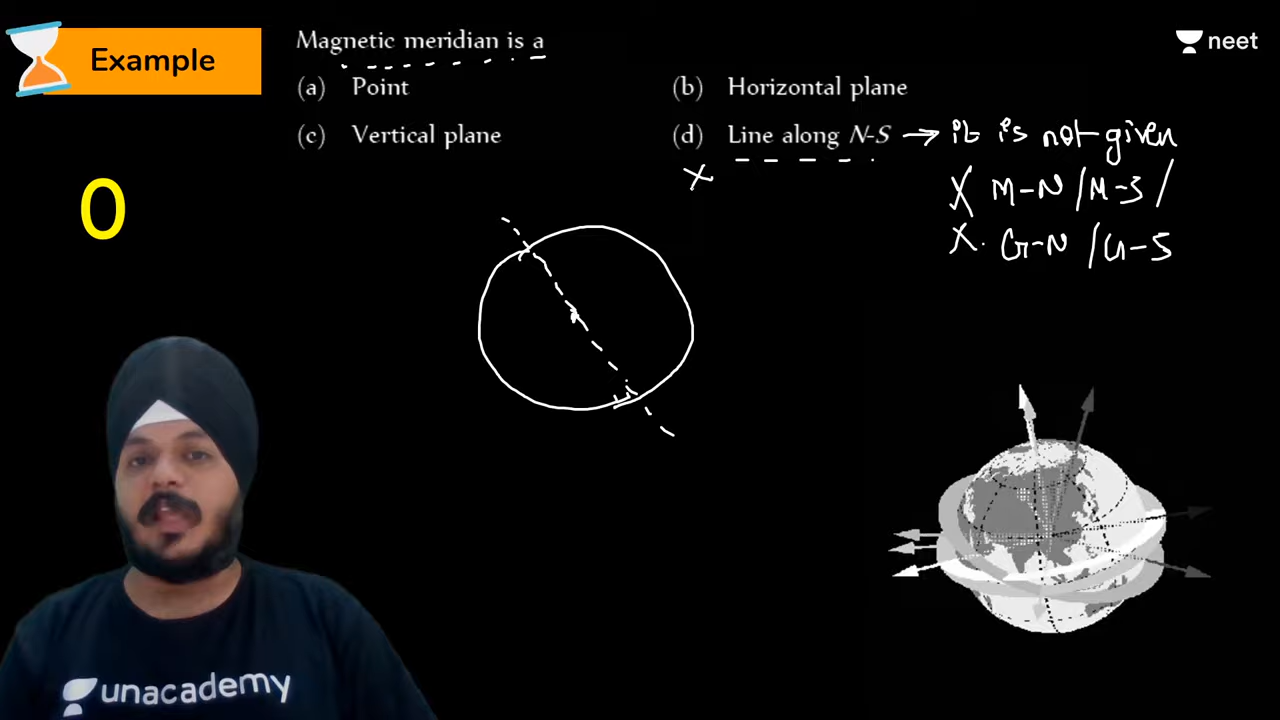 Example
Magnetic meridian is a
neet
(a) Point
(b) Horizontal plane
(c) Vertical plane
(d) Line along N-S → it is not given
X
X M-N / M-S /
X. G-N / G-S
0
unacademy